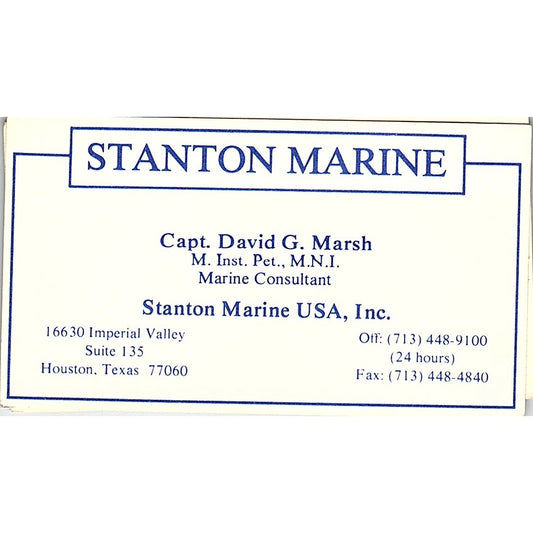 STANTON MARINE
Capt. David G. Marsh
M. Inst. Pet., M.N.I.
Marine Consultant
Stanton Marine USA, Inc.
16630 Imperial Valley
Suite 135
Houston, Texas 77060
Off: (713) 448-9100
(24 hours)
Fax: (713) 448-4840